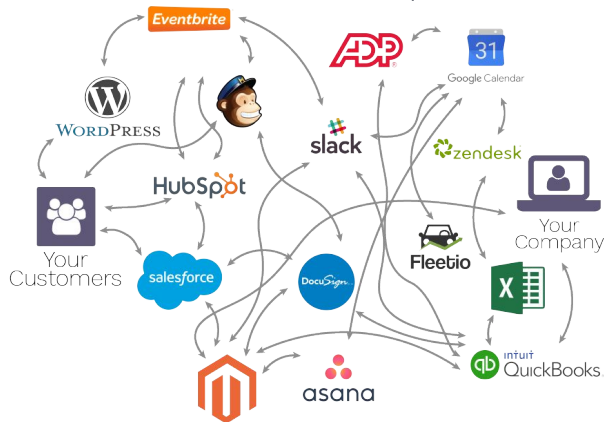 Eventbrite
ADP
31
Google Calendar
WORDPRESS
slack
zendesk
HubSpot
Your
Customers
Your
Company
Fleetio
salesforce
DocuSign
X
intuit
qb QuickBooks
asana